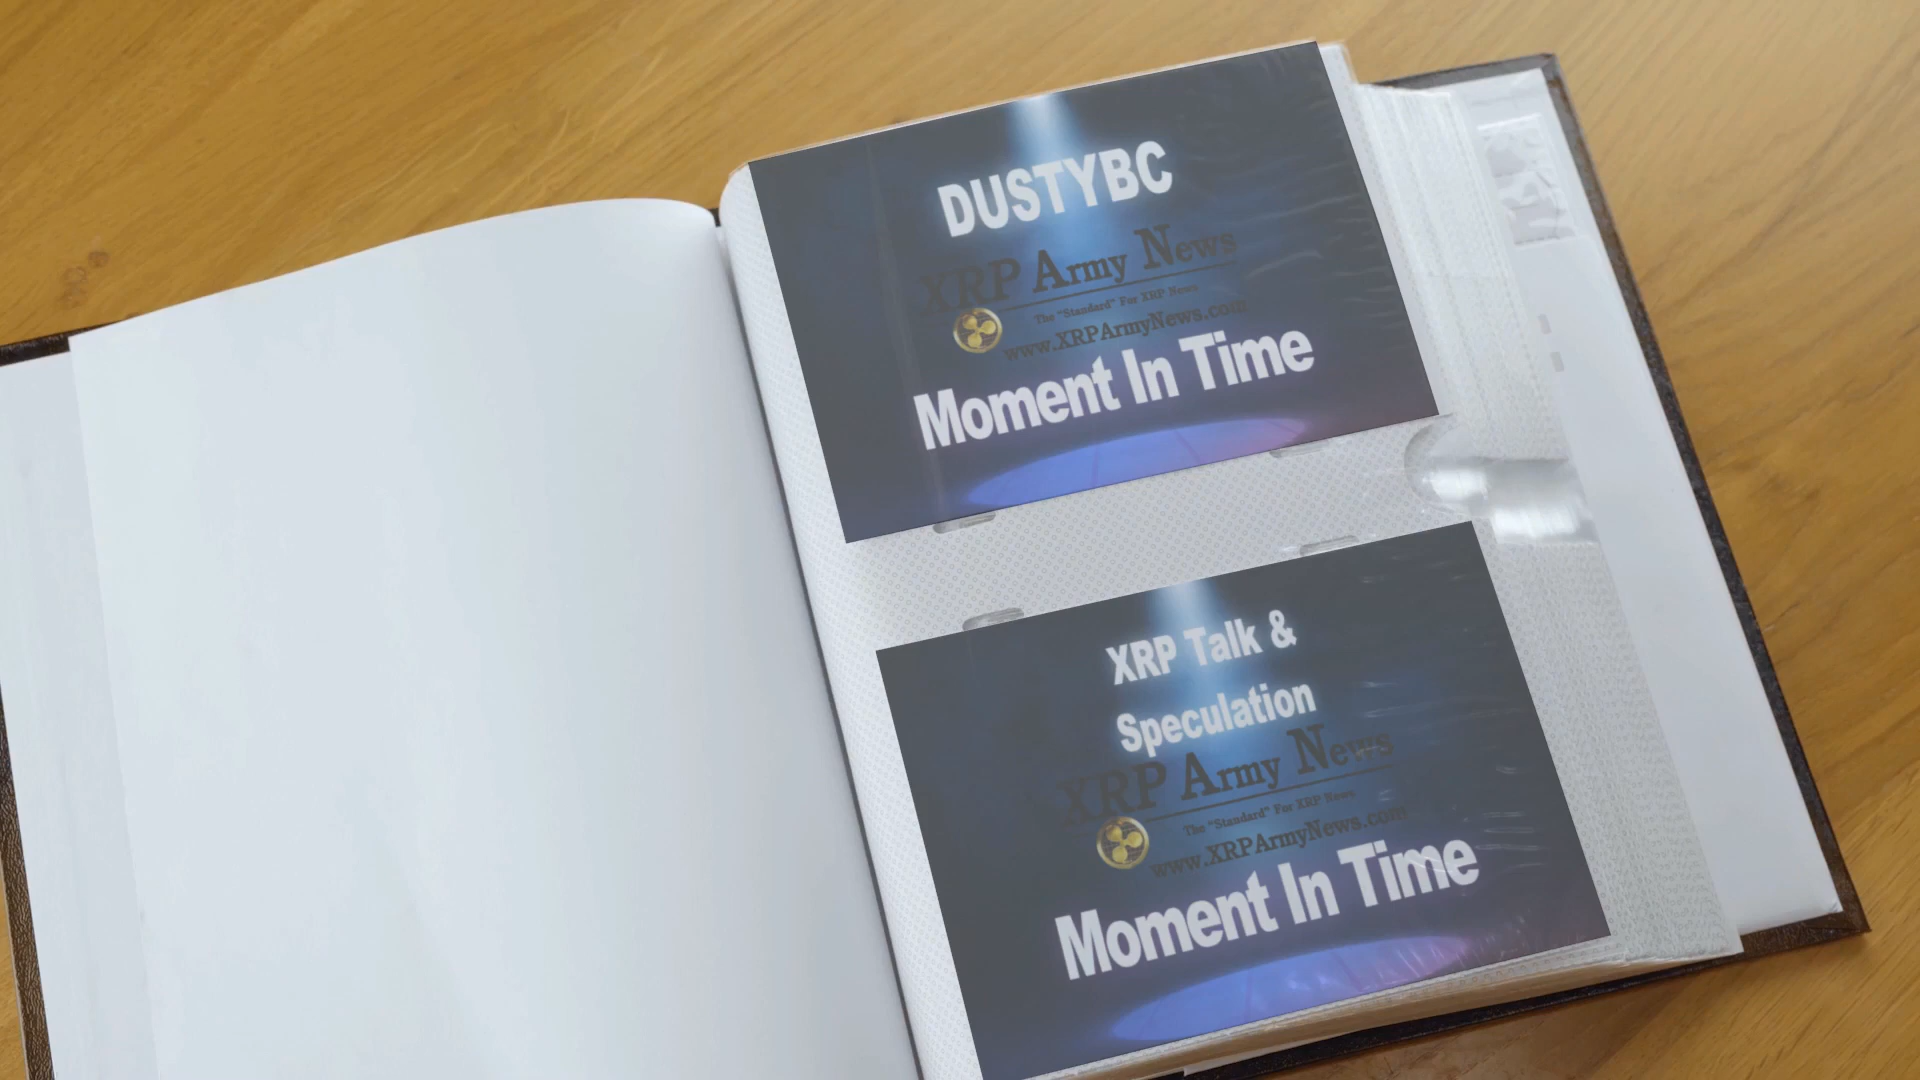 DUSTYBC
XRP Army News
The "Standard" For XRP News
www.XRPArmyNews.com
Moment In Time
XRP Talk &
Speculation
XRP Army News
The "Standard" For XRP News
www.XRPArmyNews.com
Moment In Time